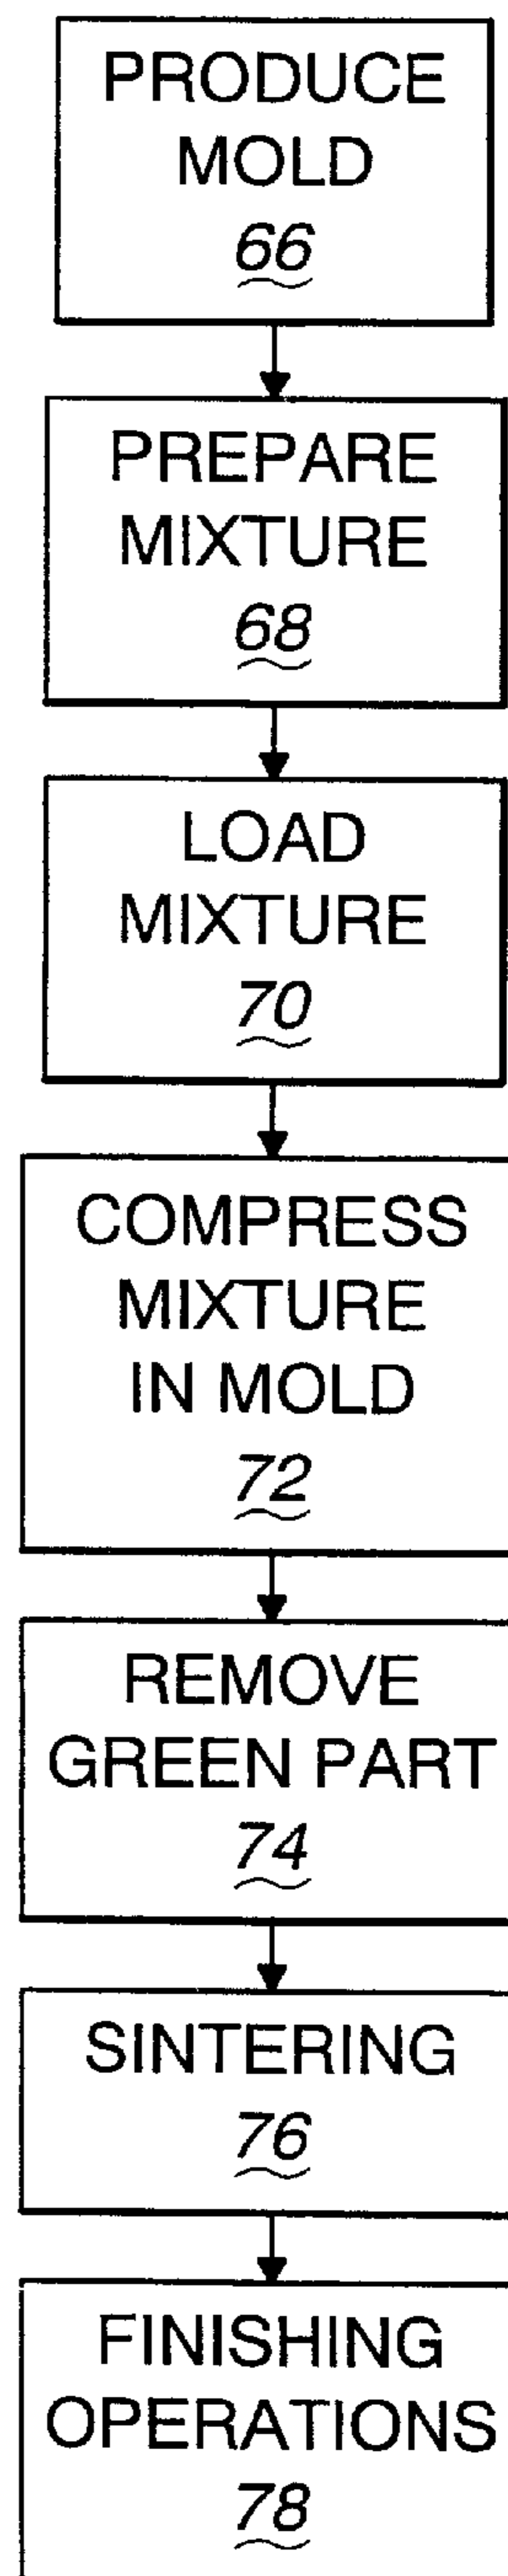 PRODUCE
MOLD
66
PREPARE
MIXTURE
68
LOAD
MIXTURE
70
COMPRESS
MIXTURE
IN MOLD
72
REMOVE
GREEN PART
74
SINTERING
76
FINISHING
OPERATIONS
78